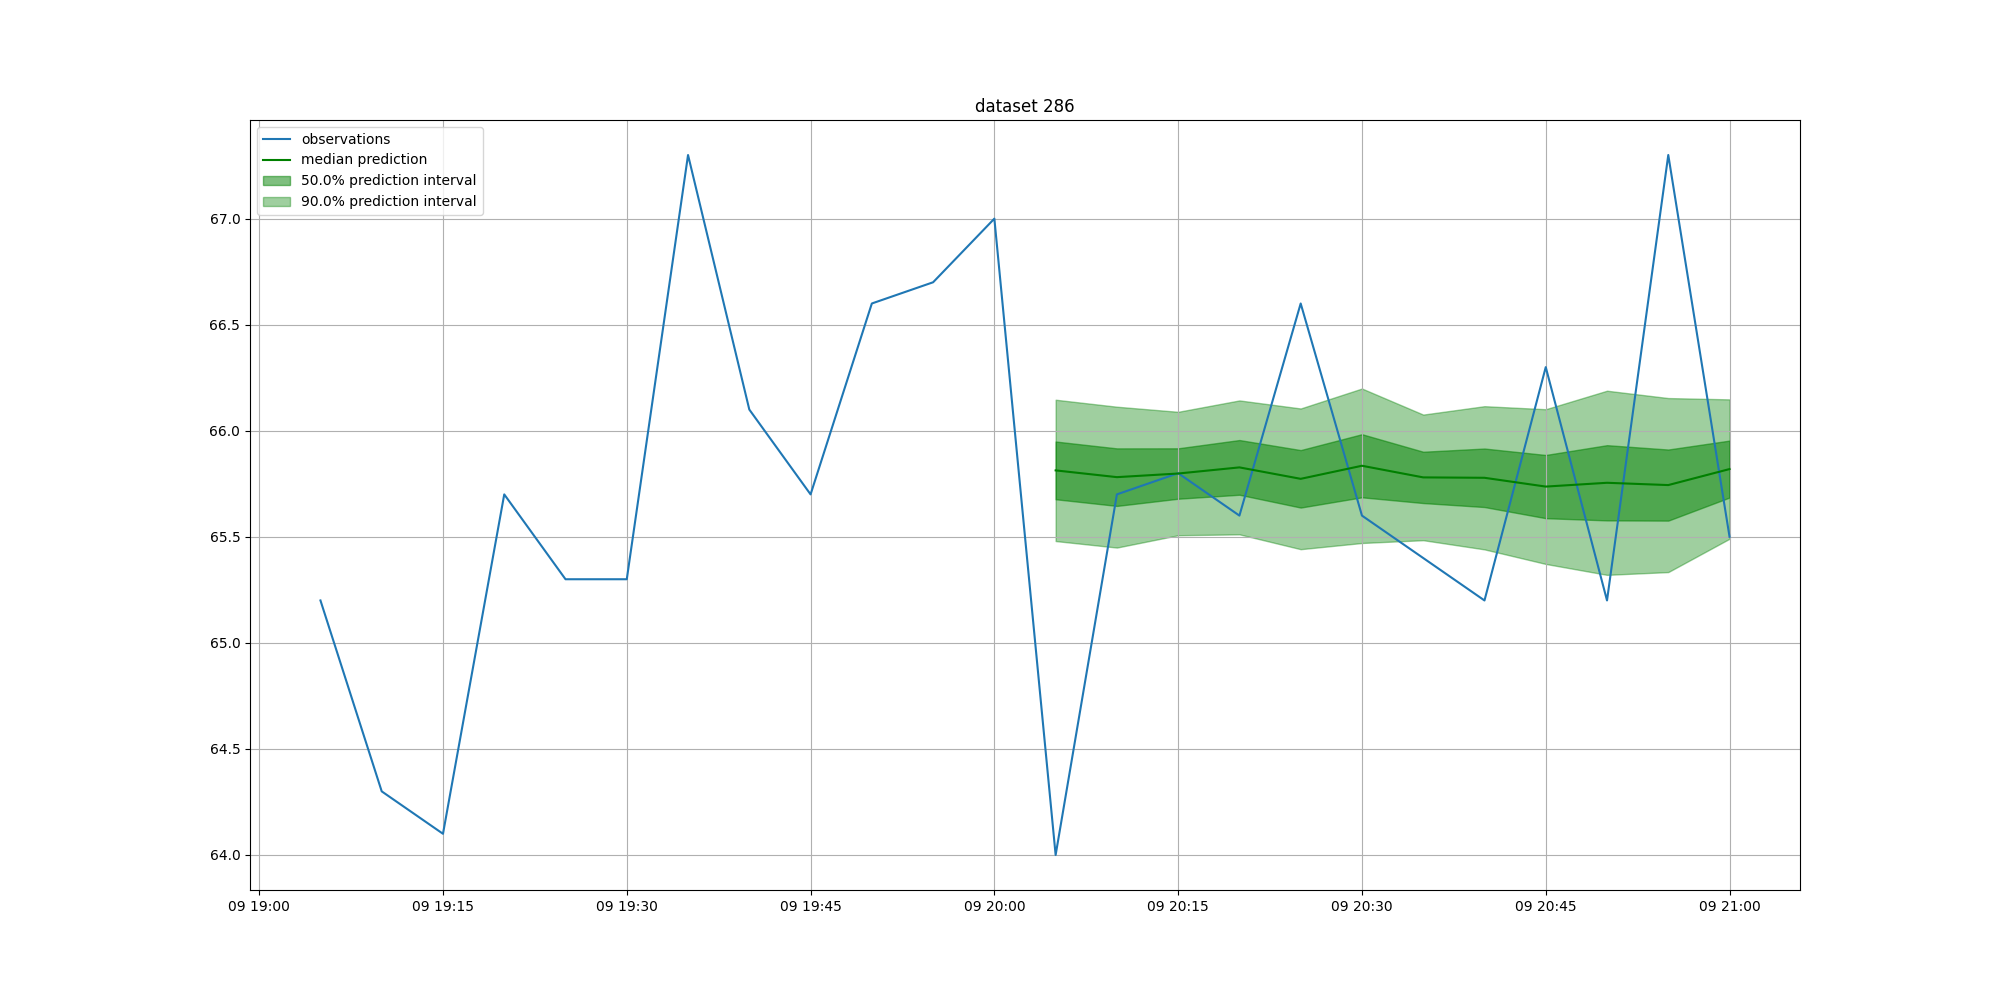 dataset 286
observations
median prediction
50.0% prediction interval
90.0% prediction interval
67.0
66.5
66.0
65.5
65.0
64.5
64.0
09 19:00 09 19:15 09 19:30 09 19:45 09 20:00 09 20:15 09 20:30 09 20:45 09 21:00